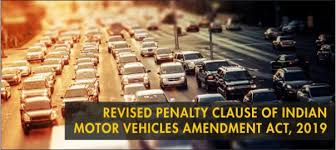 REVISED PENALTY CLAUSE OF INDIAN
MOTOR VEHICLES AMENDMENT ACT, 2019